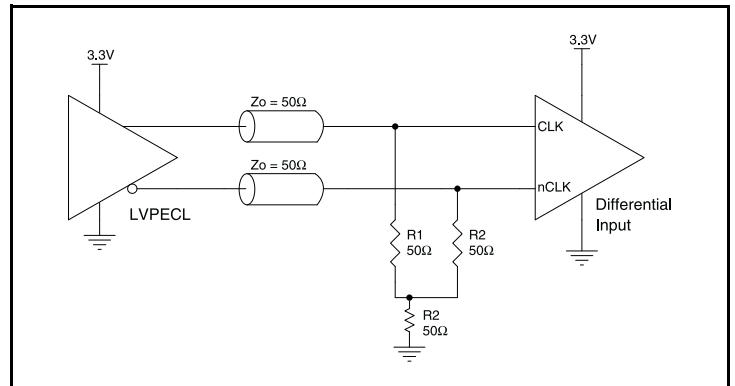 3.3V
3.3V
Zo = 50Ω
CLK
Zo = 50Ω
nCLK
LVPECL
Differential
Input
R1
50Ω
R2
50Ω
R2
50Ω